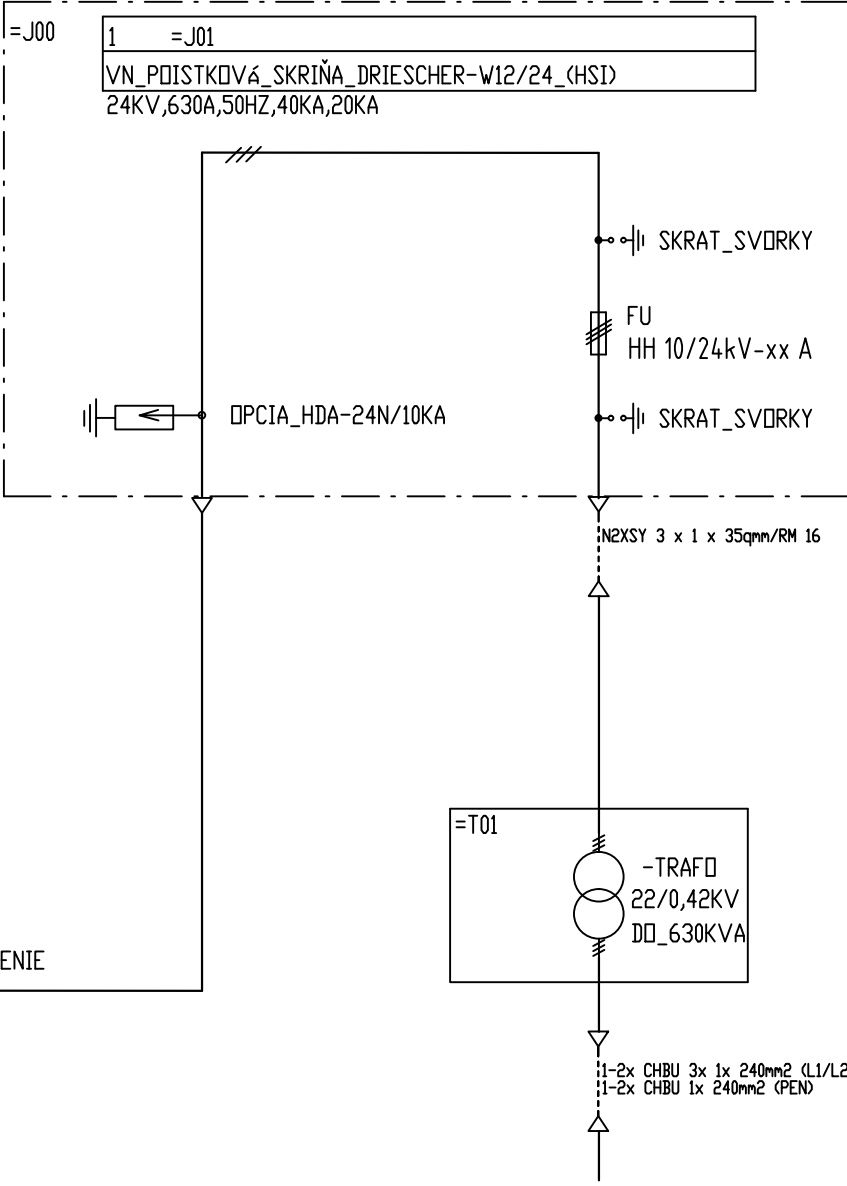 =J00
1 =J01
VN_POISTKOVá_SKRIŇA_DRIESCHER-W12/24_(HSI)
24KV,630A,50HZ,40KA,20KA
SKRAT_SVORKY
FU
HH 10/24kV-xx A
OPCIA_HDA-24N/10KA
SKRAT_SVORKY
N2XSY 3 x 1 x 35qmm/RM 16
=T01
-TRAFO
22/0,42KV
DO_630KVA
ENIE
1-2x CHBU 3x 1x 240mm2 (L1/L2
1-2x CHBU 1x 240mm2 (PEN)